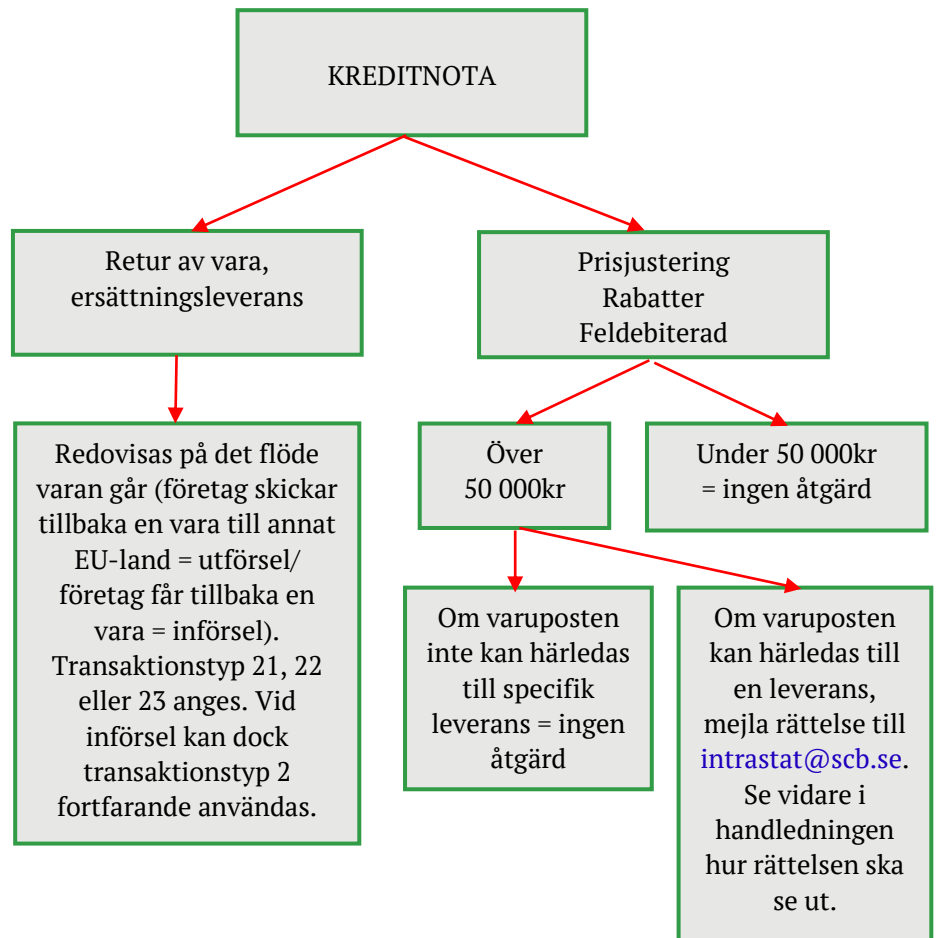 KREDITNOTA
Retur av vara,
ersättningsleverans
Prisjustering
Rabatter
Feldebiterad
Redovisas på det flöde
varan går (företag skickar
tillbaka en vara till annat
EU-land = utförsel/
företag får tillbaka en
vara = införsel).
Transaktionstyp 21, 22
eller 23 anges. Vid
införsel kan dock
transaktionstyp 2
fortfarande användas.
Över
50 000kr
Under 50 000kr
= ingen åtgärd
Om varuposten
inte kan härledas
till specifik
leverans = ingen
åtgärd
Om varuposten
kan härledas till
en leverans,
mejla rättelse till
intrastat@scb.se.
Se vidare i
handledningen
hur rättelsen ska
se ut.